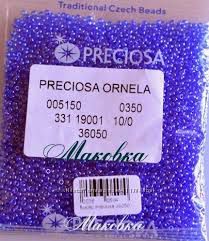 Traditional Czech Beads
PRECIOSA
PRECIOSA ORNELA
005150 0350
331 19001 10/0
36050
Маковка